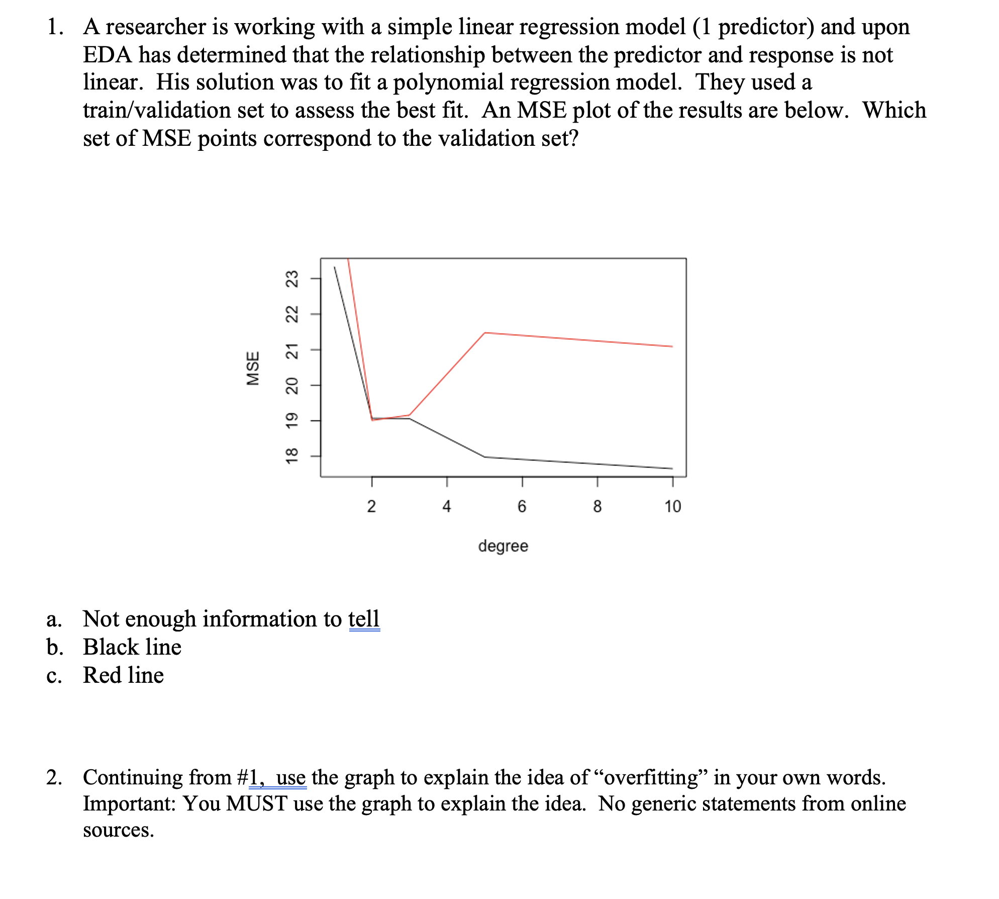 1. A researcher is working with a simple linear regression model (1 predictor) and upon
EDA has determined that the relationship between the predictor and response is not
linear.  His solution was to fit a polynomial regression model.  They used a
train/validation set to assess the best fit.  An MSE plot of the results are below.  Which
set of MSE points correspond to the validation set?
MSE
23
22
21
20
19
18
2 4 6 8 10
degree
a. Not enough information to tell
b. Black line
c. Red line
2. Continuing from #1,  use the graph to explain the idea of “overfitting” in your own words.
Important: You MUST use the graph to explain the idea.  No generic statements from online
sources.